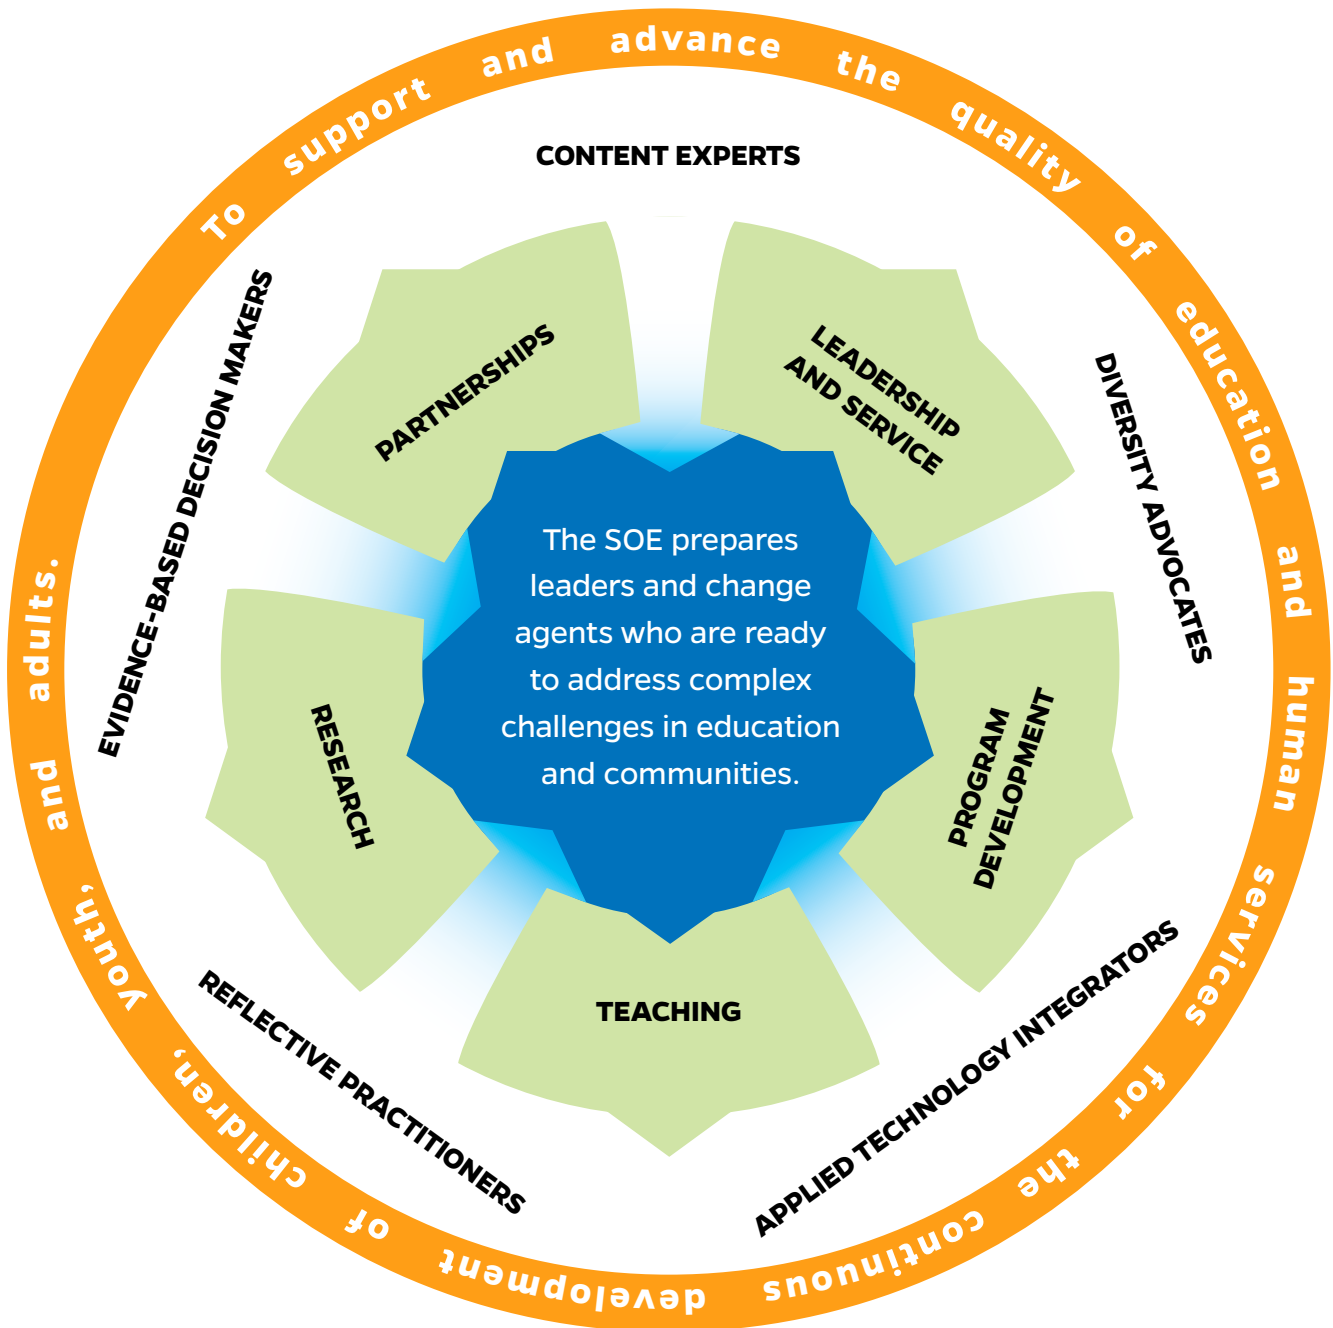 To support and advance the quality of education and human services for the continuous development of children, youth, and adults.
CONTENT EXPERTS
DIVERSITY ADVOCATES
APPLIED TECHNOLOGY INTEGRATORS
REFLECTIVE PRACTITIONERS
EVIDENCE-BASED DECISION MAKERS
PARTNERSHIPS
LEADERSHIP
AND SERVICE
PROGRAM
DEVELOPMENT
TEACHING
RESEARCH
The SOE prepares
leaders and change
agents who are ready
to address complex
challenges in education
and communities.